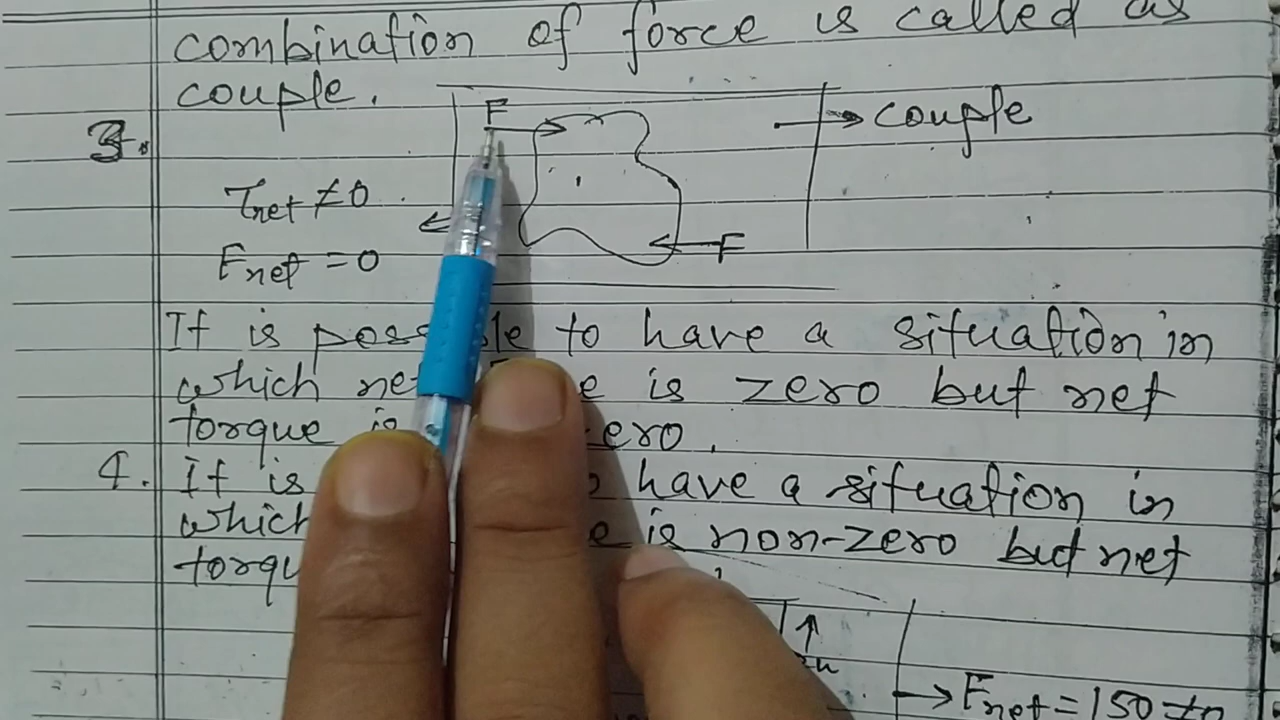 combination of force is called as
couple.
F
→ couple
3.
τnet ≠ 0
Fnet = 0
F
It is to have a situation in
which is zero but net
torque
4. It is have a situation in
which is non-zero but net
→ Fnet = 150